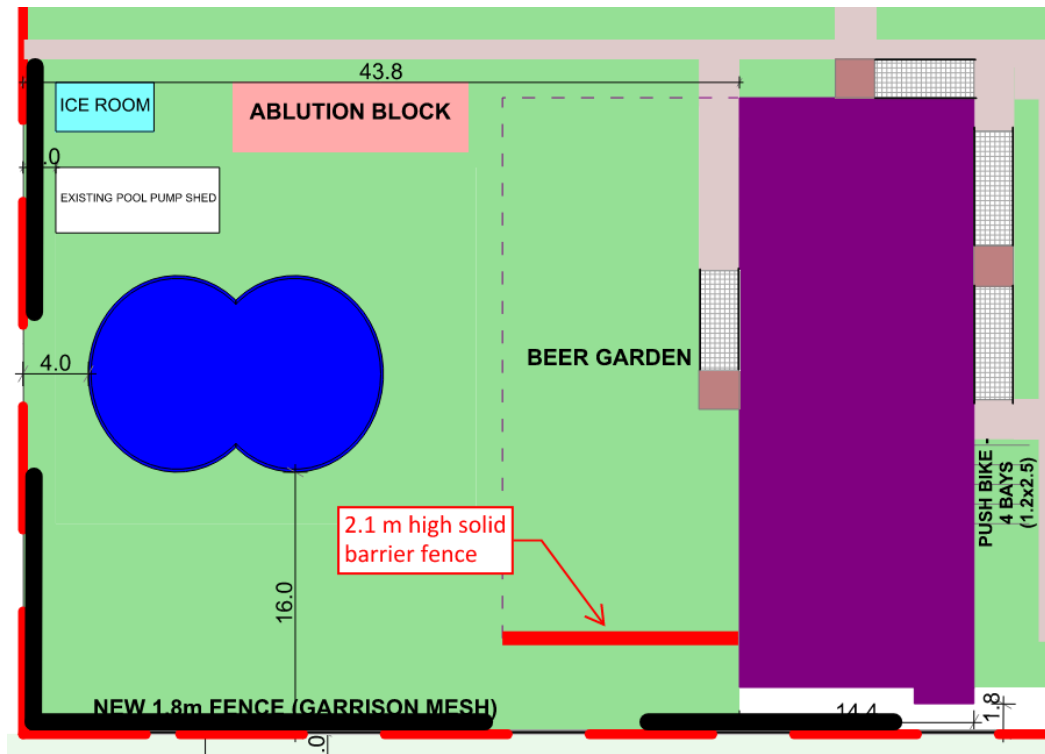 43.8
ICE ROOM
ABLUTION BLOCK
.0
EXISTING POOL PUMP SHED
4.0
BEER GARDEN
PUSH BIKE -
4 BAYS
(1.2x2.5)
2.1 m high solid
barrier fence
16.0
NEW 1.8m FENCE (GARRISON MESH)
14.4
1.8
.0